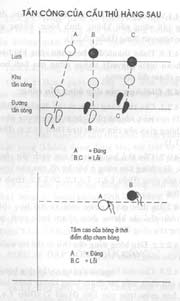 TẤN CÔNG CỦA CẦU THỦ HÀNG SAU
A B C
Lưới
Khu
tấn công
Đường
tấn công
A B C
A = Đúng
B C = Lỗi
B
A
Tầm cao của bóng ở thời
điểm đập chạm bóng
A = Đúng
B C = Lỗi